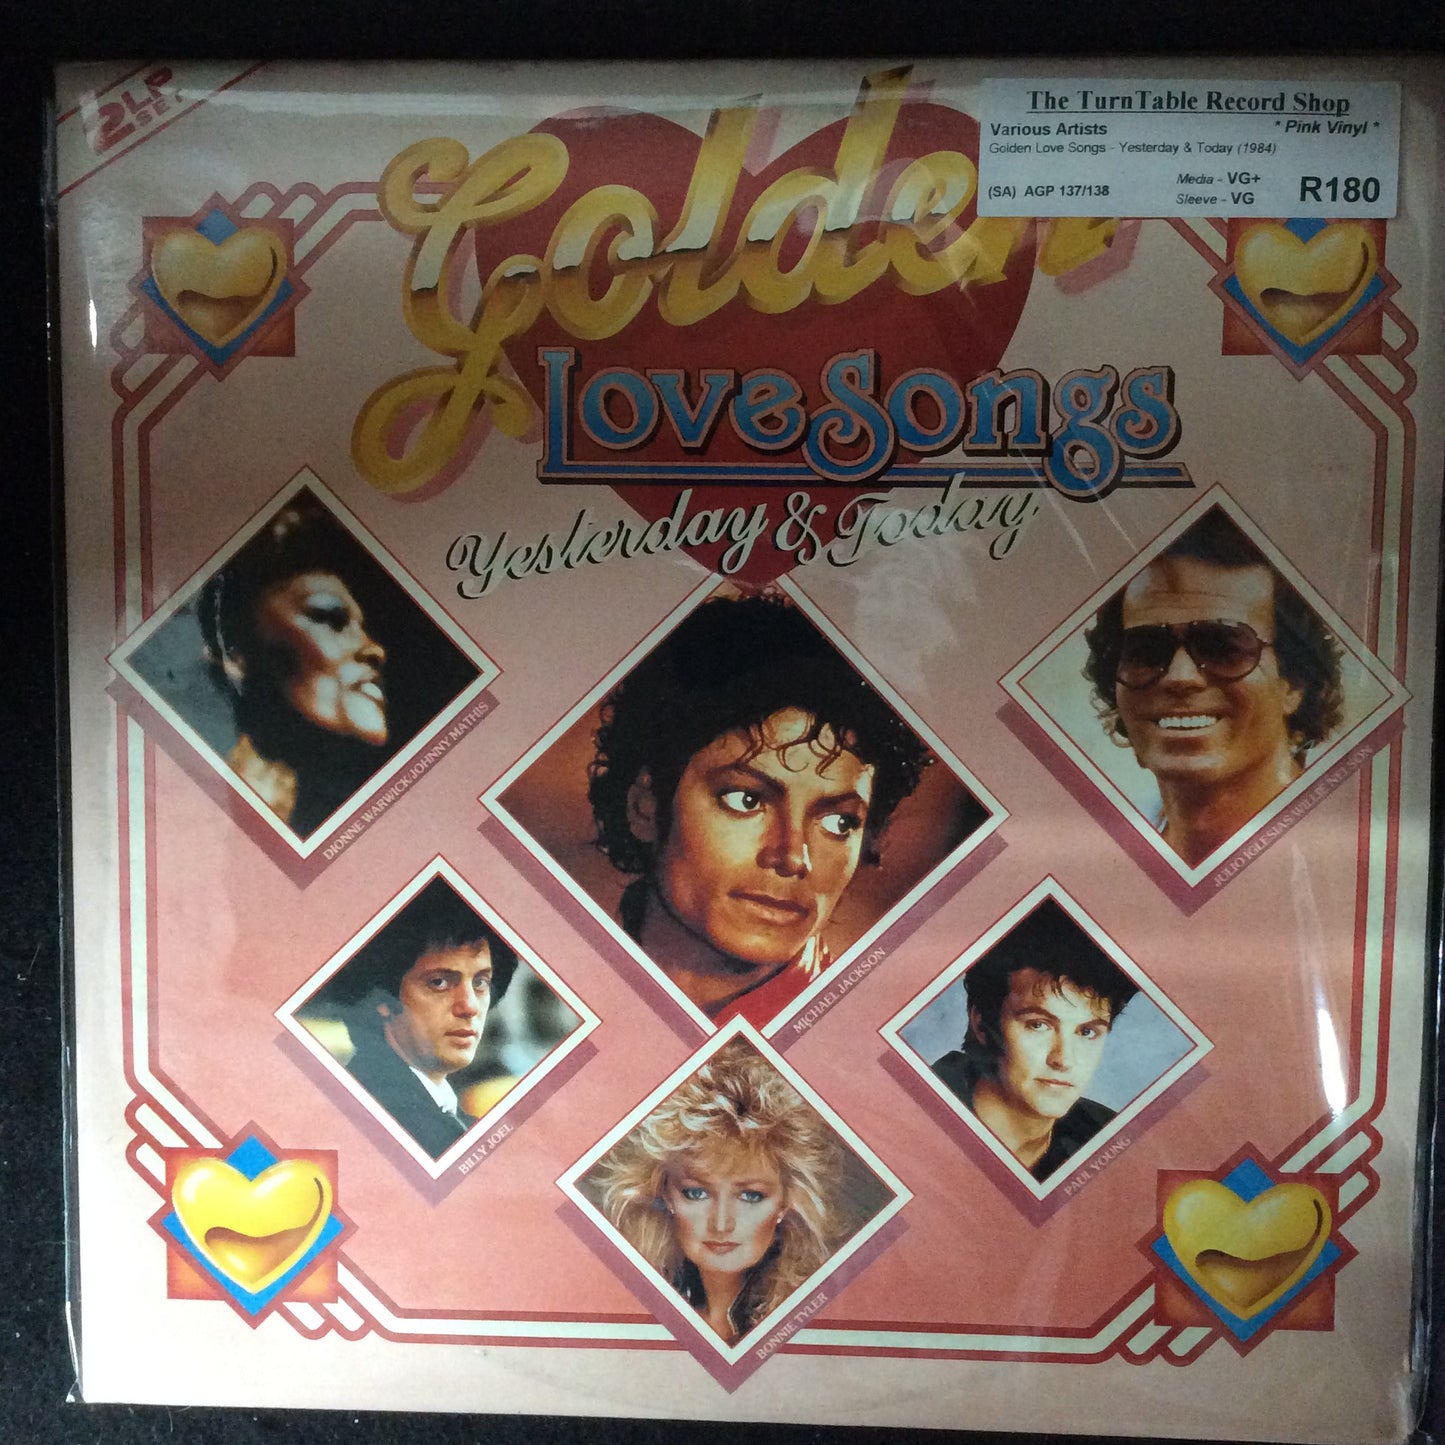 2LP
SET
The TurnTable Record Shop
Various Artists * Pink Vinyl *
Golden Love Songs - Yesterday & Today (1984)
(SA) AGP 137/138
Media - VG+
Sleeve - VG
R180
Golden
Love Songs
Yesterday & Today
DIONNE WARWICK/JOHNNY MATHIS
MICHAEL JACKSON
JULIO IGLESIAS/WILLIE NELSON
BILLY JOEL
PAUL YOUNG
BONNIE TYLER